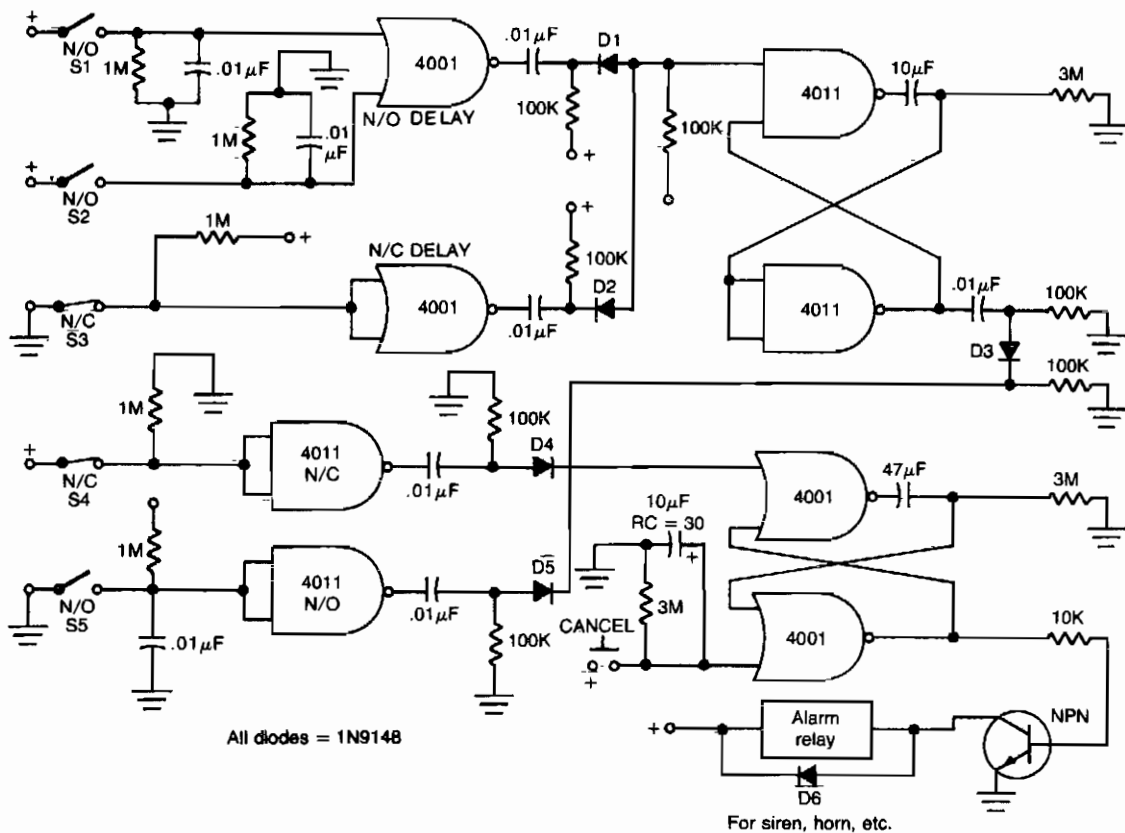 + N/O S1
1M
.01µF
4001
N/O DELAY
.01µF
D1
100K
+
100K
4011
10µF
3M
1M
.01 µF
+ N/O S2
1M
+
+
100K
N/C DELAY
4001
.01µF
D2
N/C S3
4011
.01µF
100K
D3
100K
1M
100K
+ N/C S4
4011 N/C
.01µF
D4
4001
47µF
3M
10µF
RC = 30
+
1M
N/O S5
.01µF
4011 N/O
.01µF
D5
100K
3M
CANCEL
+
4001
10K
NPN
+
Alarm relay
D6
All diodes = 1N9148
For siren, horn, etc.